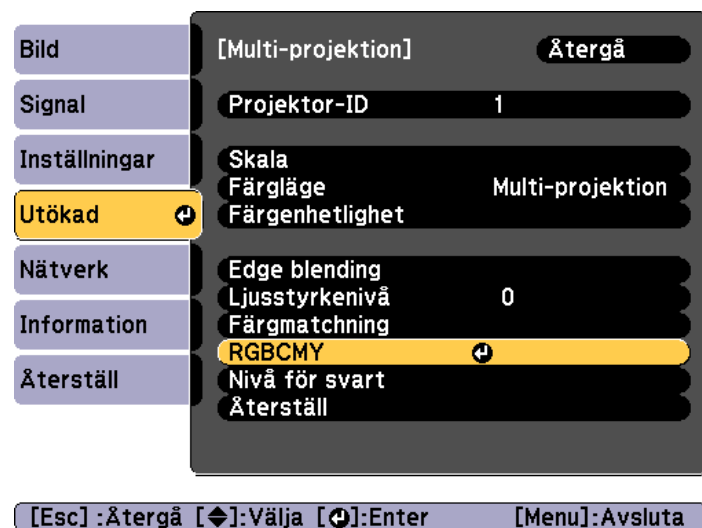 Bild
Signal
Inställningar
Utökad
Nätverk
Information
Återställ
[Multi-projektion] Återgå
Projektor-ID 1
Skala
Färgläge Multi-projektion
Färgenhetlighet
Edge blending
Ljusstyrkenivå 0
Färgmatchning
RGBCMY
Nivå för svart
Återställ
[Esc] :Återgå [◆]:Välja [↵]:Enter [Menu]:Avsluta